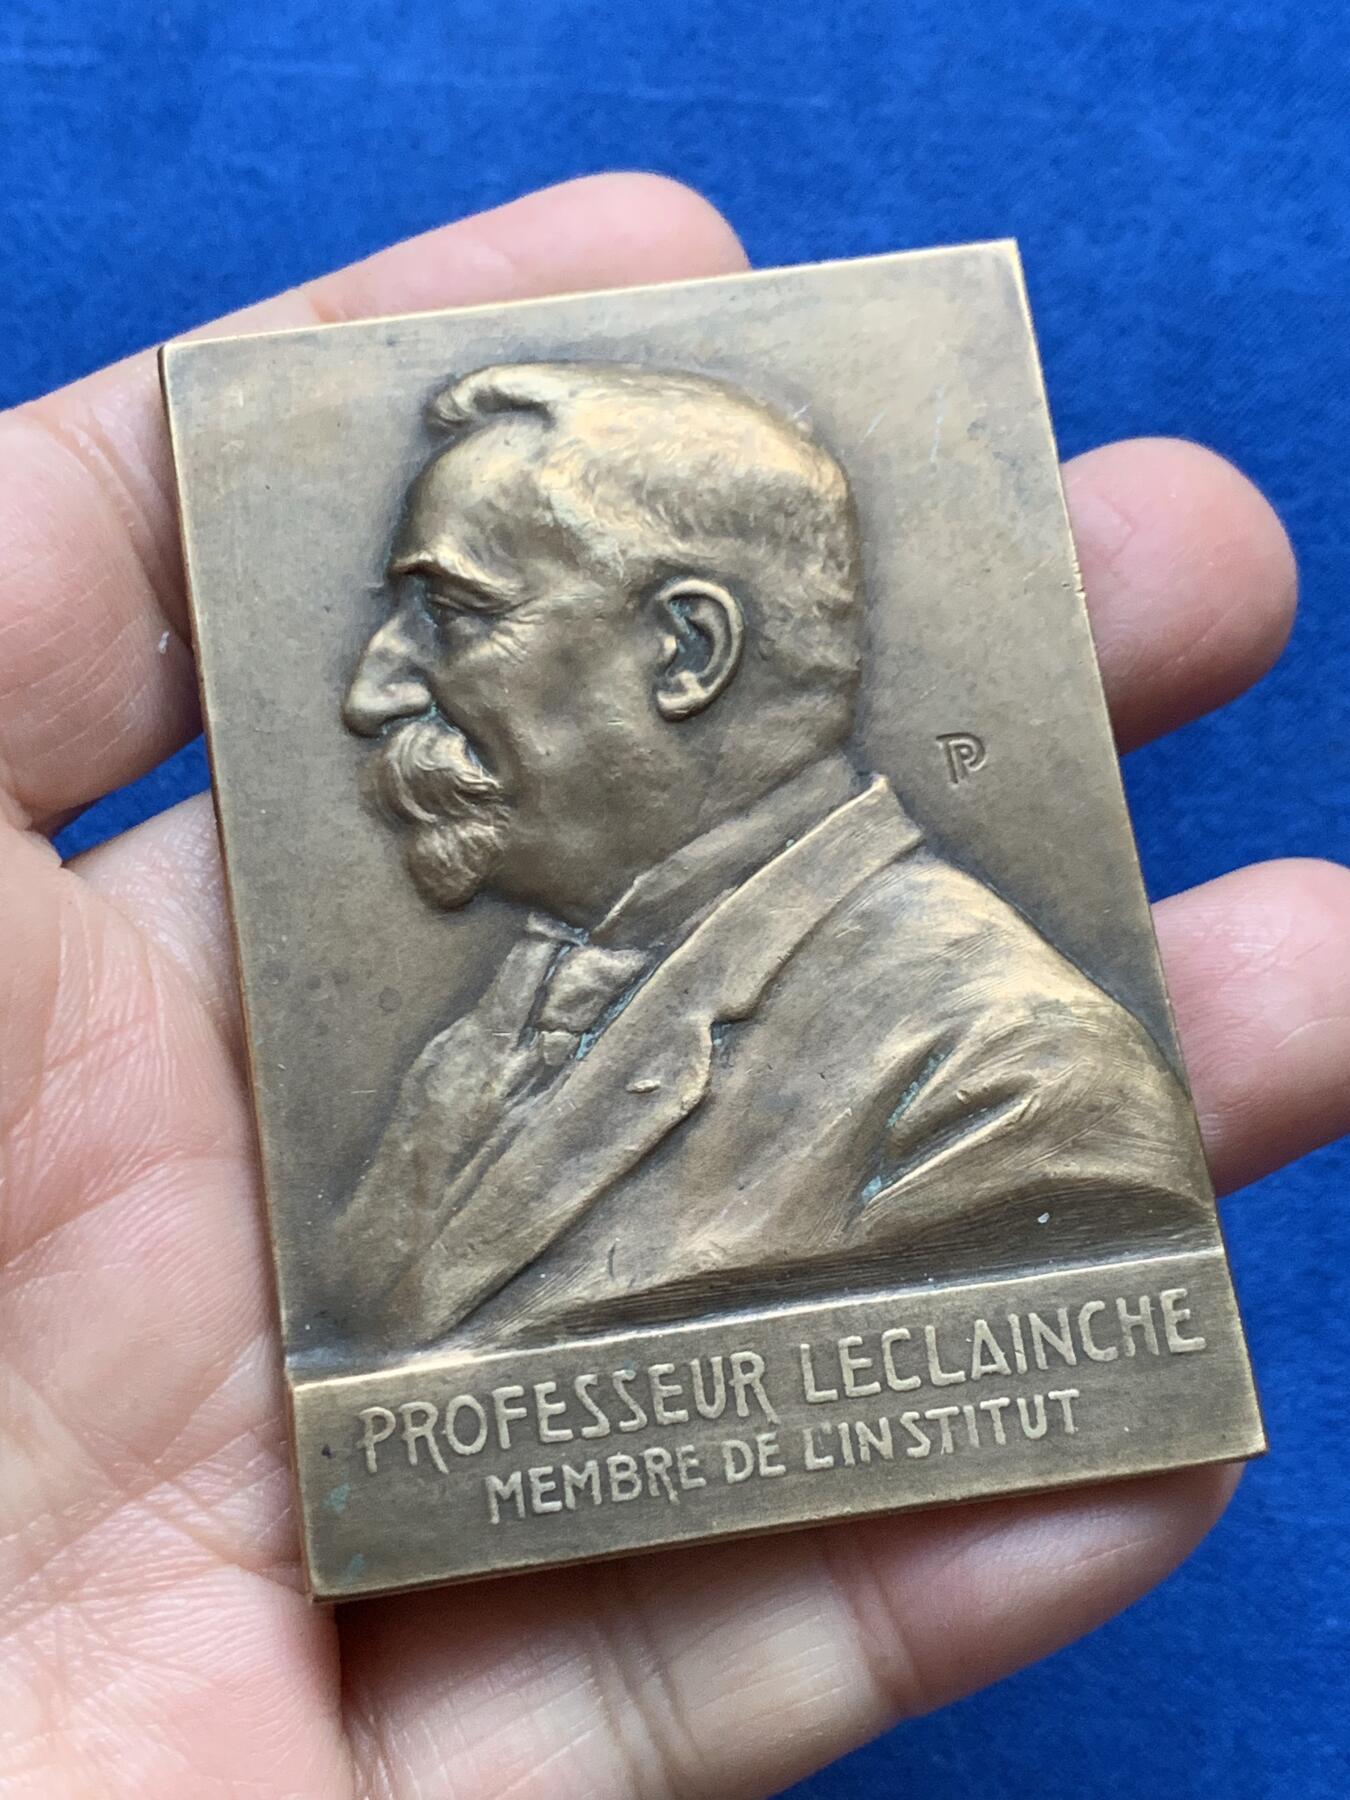 PROFESSEUR LECLAINCHE
MEMBRE DE L'INSTITUT